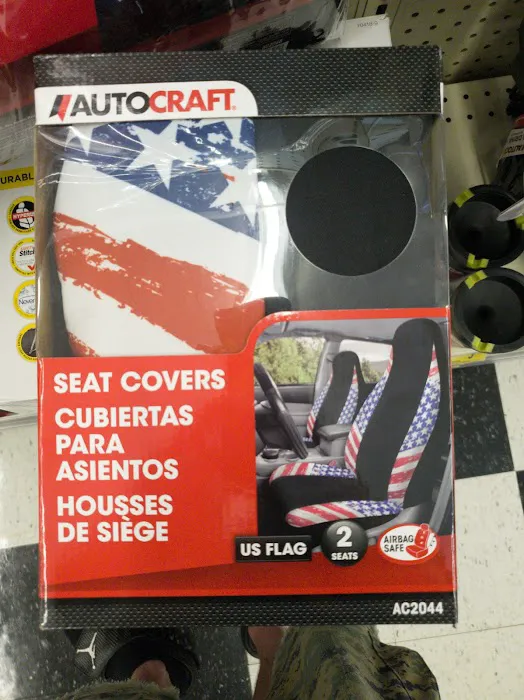 AUTOCRAFT®
SEAT COVERS
CUBIERTAS
PARA
ASIENTOS
HOUSSES
DE SIÈGE
US FLAG
2
SEATS
AIRBAG
SAFE
AC2044